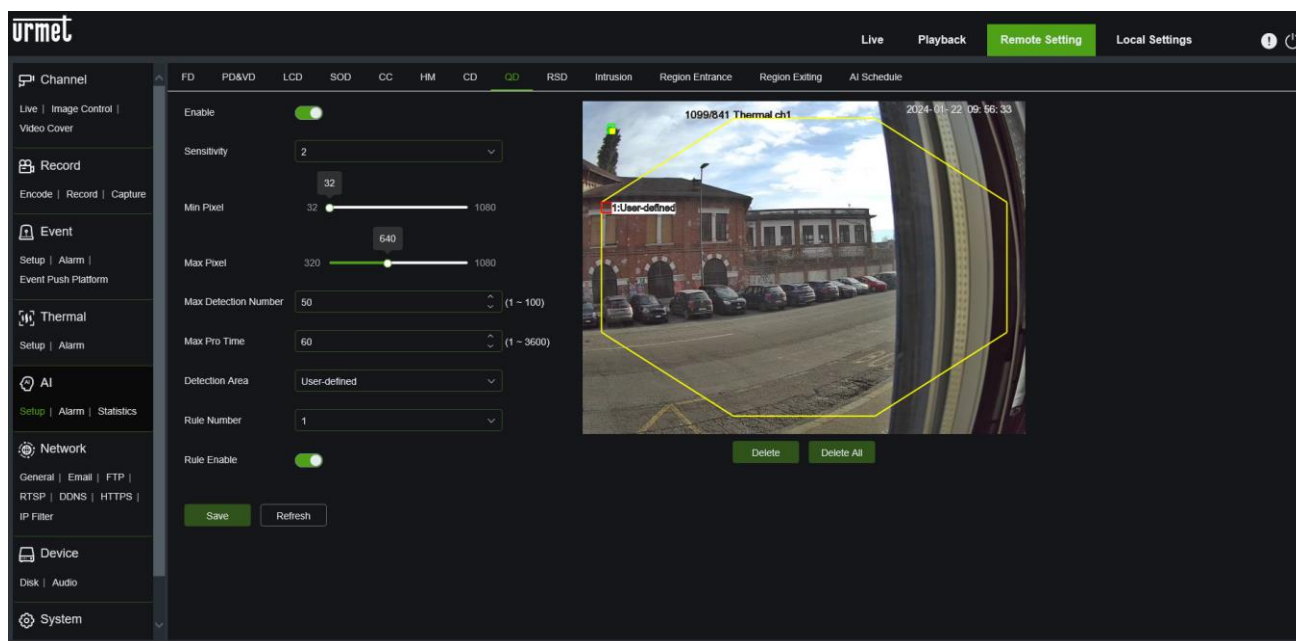 urmet
Live Playback Remote Setting Local Settings
Channel
Live | Image Control |
Video Cover
Record
Encode | Record | Capture
Event
Setup | Alarm |
Event Push Platform
Thermal
Setup | Alarm
AI
Setup | Alarm | Statistics
Network
General | Email | FTP |
RTSP | DDNS | HTTPS |
IP Filter
Device
Disk | Audio
System
FD PD&VD LCD SOD CC HM CD QD RSD Intrusion Region Entrance Region Exiting AI Schedule
Enable
Sensitivity 2
32
Min Pixel 32 1080
640
Max Pixel 320 1080
Max Detection Number 50 (1 ~ 100)
Max Pro Time 60 (1 ~ 3600)
Detection Area User-defined
Rule Number 1
Rule Enable
Save Refresh
1099/841 Thermal ch1 2024-01-22 09:56:33
1:User-defined
Delete Delete All